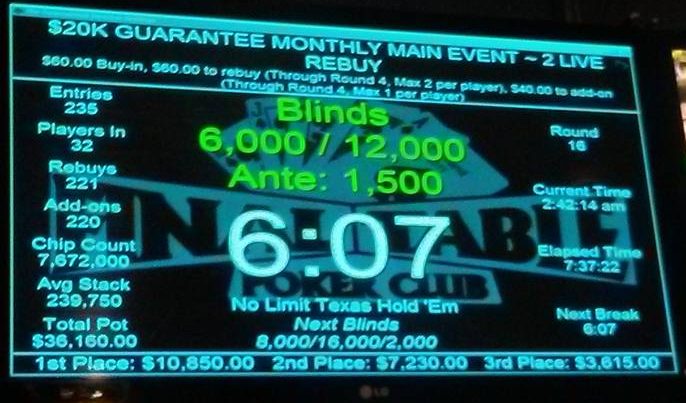 $20K GUARANTEE MONTHLY MAIN EVENT ~ 2 LIVE
REBUY
$60.00 Buy-in, $60.00 to rebuy (Through Round 4, Max 2 per player), $40.00 to add-on
(Through Round 4, Max 1 per player)
Entries
235
Players In
32
Rebuys
221
Add-ons
220
Chip Count
7,672,000
Avg Stack
239,750
Total Pot
$36,160.00
Blinds
6,000 / 12,000
Ante: 1,500
6:07
FINAL TABLE
POKER CLUB
No Limit Texas Hold 'Em
Next Blinds
8,000/16,000/2,000
Round
16
Current Time
2:42:14 am
Elapsed Time
7:37:22
Next Break
6:07
1st Place: $10,850.00 2nd Place: $7,230.00 3rd Place: $3,615.00
LG